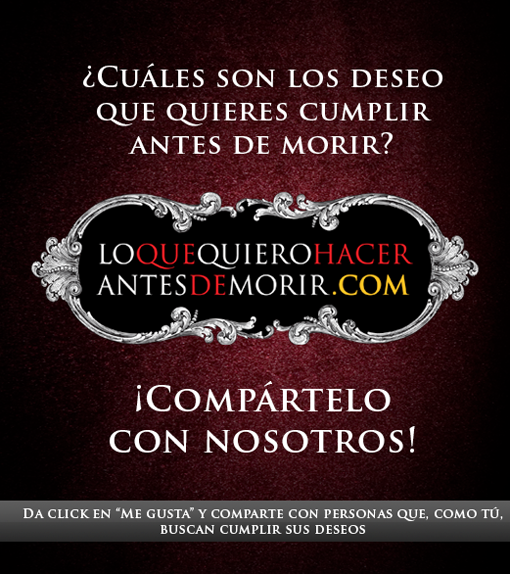 ¿Cuáles son los deseo
que quieres cumplir
antes de morir?
LOQUEQUIEROHACER
ANTESDEMORIR.COM
¡Compártelo
con nosotros!
Da click en “Me gusta” y comparte con personas que, como tú,
buscan cumplir sus deseos